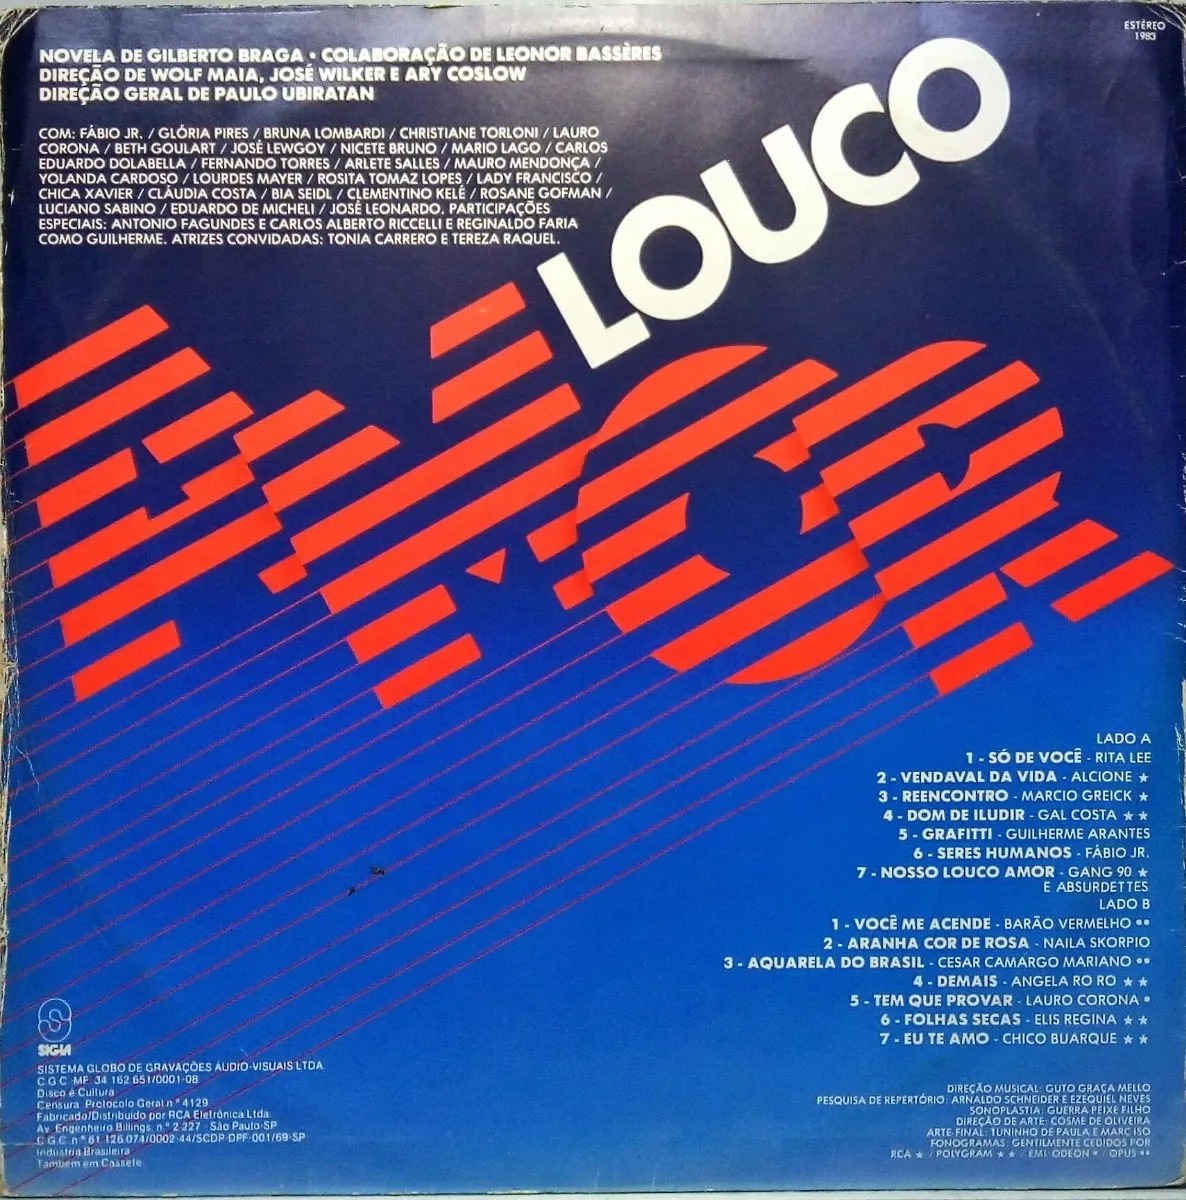 NOVELA DE GILBERTO BRAGA • COLABORAÇÃO DE LEONOR BASSÈRES
DIREÇÃO DE WOLF MAIA, JOSÉ WILKER E ARY COSLOW
DIREÇÃO GERAL DE PAULO UBIRATAN
ESTÉREO
1983
COM: FÁBIO JR. / GLÓRIA PIRES / BRUNA LOMBARDI / CHRISTIANE TORLONI / LAURO
CORONA / BETH GOULART / JOSÉ LEWGOY / NICETE BRUNO / MARIO LAGO / CARLOS
EDUARDO DOLABELLA / FERNANDO TORRES / ARLETE SALLES / MAURO MENDONÇA /
YOLANDA CARDOSO / LOURDES MAYER / ROSITA TOMAZ LOPES / LADY FRANCISCO /
CHICA XAVIER / CLÁUDIA COSTA / BIA SEIDL / CLEMENTINO KELÉ / ROSANE GOFMAN /
LUCIANO SABINO / EDUARDO DE MICHELI / JOSÉ LEONARDO. PARTICIPAÇÕES
ESPECIAIS: ANTONIO FAGUNDES E CARLOS ALBERTO RICCELLI E REGINALDO FARIA
COMO GUILHERME. ATRIZES CONVIDADAS: TONIA CARRERO E TEREZA RAQUEL.
LOUCO
AMOR
LADO A
1 - SÓ DE VOCÊ - RITA LEE
2 - VENDAVAL DA VIDA - ALCIONE ★
3 - REENCONTRO - MARCIO GREICK ★
4 - DOM DE ILUDIR - GAL COSTA ★ ★
5 - GRAFITTI - GUILHERME ARANTES
6 - SERES HUMANOS - FÁBIO JR.
7 - NOSSO LOUCO AMOR - GANG 90 ★
E ABSURDETTES
LADO B
1 - VOCÊ ME ACENDE - BARÃO VERMELHO ••
2 - ARANHA COR DE ROSA - NAILA SKORPIO
3 - AQUARELA DO BRASIL - CESAR CAMARGO MARIANO ••
4 - DEMAIS - ANGELA RO RO ★ ★
5 - TEM QUE PROVAR - LAURO CORONA •
6 - FOLHAS SECAS - ELIS REGINA ★ ★
7 - EU TE AMO - CHICO BUARQUE ★ ★
SIGLA
SISTEMA GLOBO DE GRAVAÇÕES ÁUDIO-VISUAIS LTDA.
C G C MF 34 162 651/0001-08
Disco é Cultura
Censura Protocolo Geral n.º 4129
Fabricado/Distribuido por RCA Eletrônica Ltda.
Av. Engenheiro Billings, n.º 2.227 - São Paulo-SP
C G C n.º 61 126 074/0002-44/SCDP-DPF-001/69-SP
Indústria Brasileira
Também em Cassete
DIREÇÃO MUSICAL: GUTO GRAÇA MELLO
PESQUISA DE REPERTÓRIO: ARNALDO SCHNEIDER E EZEQUIEL NEVES
SONOPLASTIA: GUERRA PEIXE FILHO
DIREÇÃO DE ARTE: COSME DE OLIVEIRA
ARTE-FINAL: TUNINHO DE PAULA E MARC ISO
FONOGRAMAS GENTILMENTE CEDIDOS POR
RCA ★ / POLYGRAM ★ ★ / EMI ODEON • / OPUS ••